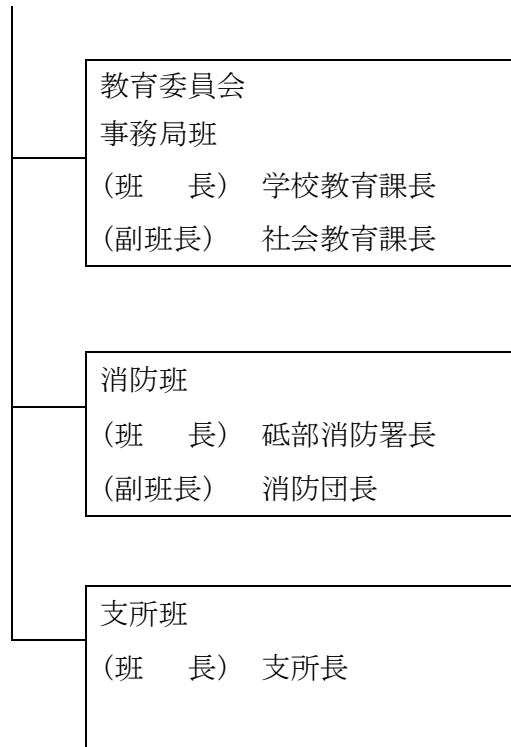 教育委員会
事務局班
(班　　長)　学校教育課長
(副班長)　社会教育課長
消防班
(班　　長)　砥部消防署長
(副班長)　消防団長
支所班
(班　　長)　支所長